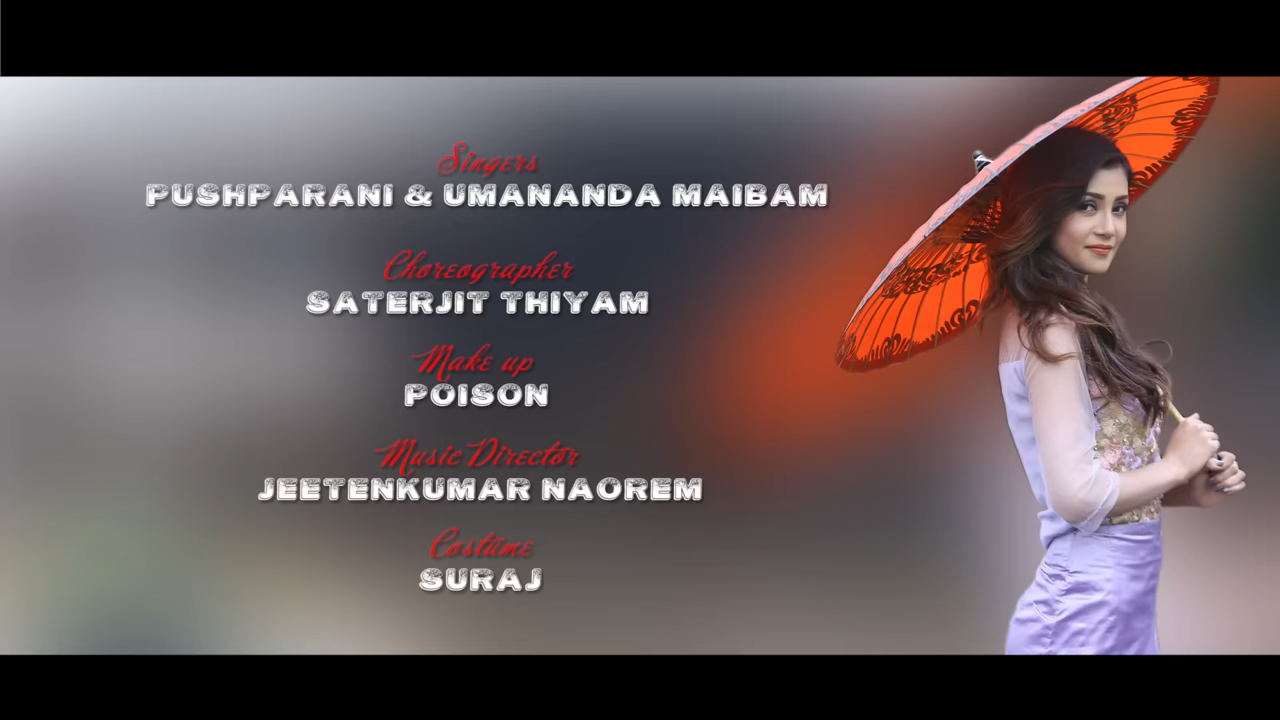 Singers
PUSHPARANI & UMANANDA MAIBAM
Choreographer
SATERJIT THIYAM
Make up
POISON
Music Director
JEETENKUMAR NAOREM
Costume
SURAJ